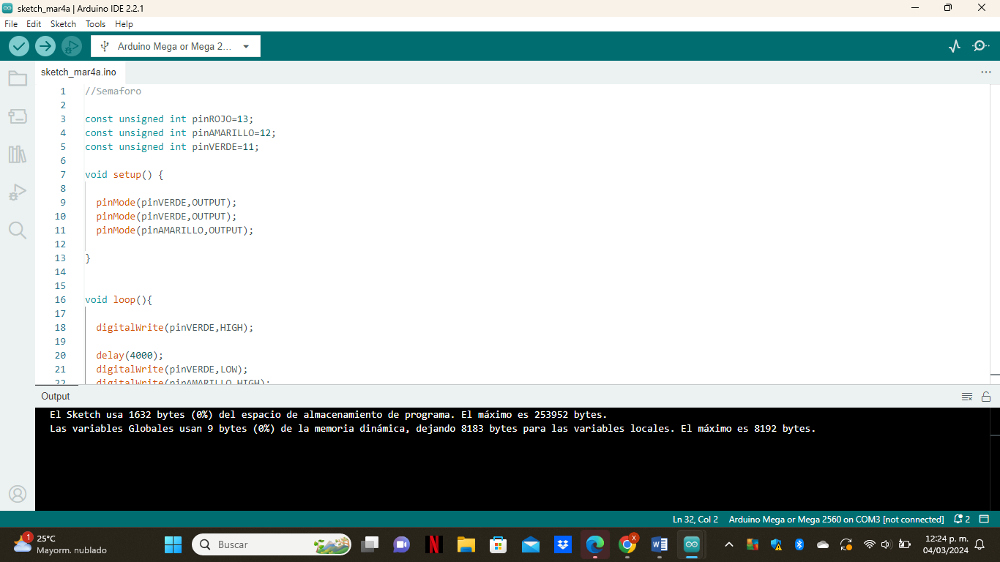 sketch_mar4a | Arduino IDE 2.2.1
File Edit Sketch Tools Help
Arduino Mega or Mega 2...
sketch_mar4a.ino
1 //Semaforo
2
3 const unsigned int pinROJO=13;
4 const unsigned int pinAMARILLO=12;
5 const unsigned int pinVERDE=11;
6
7 void setup() {
8
9 pinMode(pinVERDE,OUTPUT);
10 pinMode(pinVERDE,OUTPUT);
11 pinMode(pinAMARILLO,OUTPUT);
12
13 }
14
15
16 void loop(){
17
18 digitalWrite(pinVERDE,HIGH);
19
20 delay(4000);
21 digitalWrite(pinVERDE,LOW);
22 digitalWrite(pinAMARILLO,HIGH);
Output
El Sketch usa 1632 bytes (0%) del espacio de almacenamiento de programa. El máximo es 253952 bytes.
Las variables Globales usan 9 bytes (0%) de la memoria dinámica, dejando 8183 bytes para las variables locales. El máximo es 8192 bytes.
Ln 32, Col 2 Arduino Mega or Mega 2560 on COM3 [not connected] 2
1
25°C
Mayorm. nublado
Buscar
N
X
W
12:24 p. m.
04/03/2024